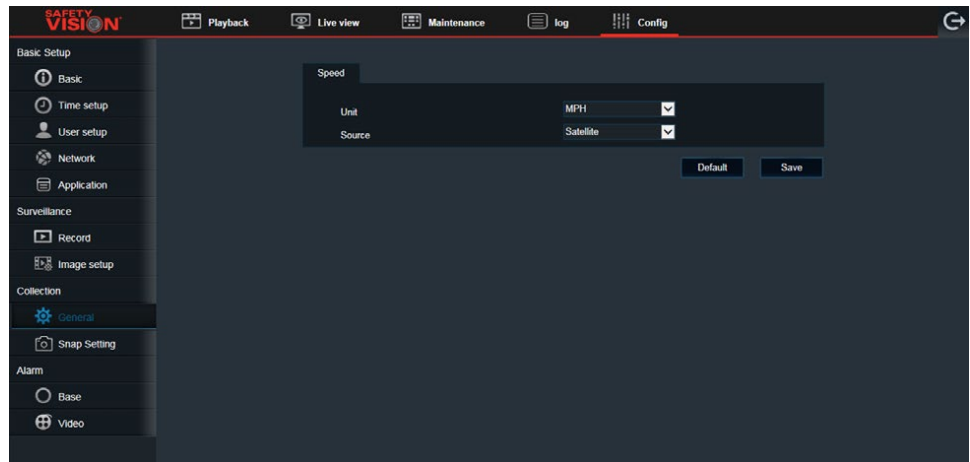 SAFETY VISION
Playback
Live view
Maintenance
log
Config
Basic Setup
Basic
Time setup
User setup
Network
Application
Surveillance
Record
Image setup
Collection
General
Snap Setting
Alarm
Base
Video
Speed
Unit MPH
Source Satellite
Default Save